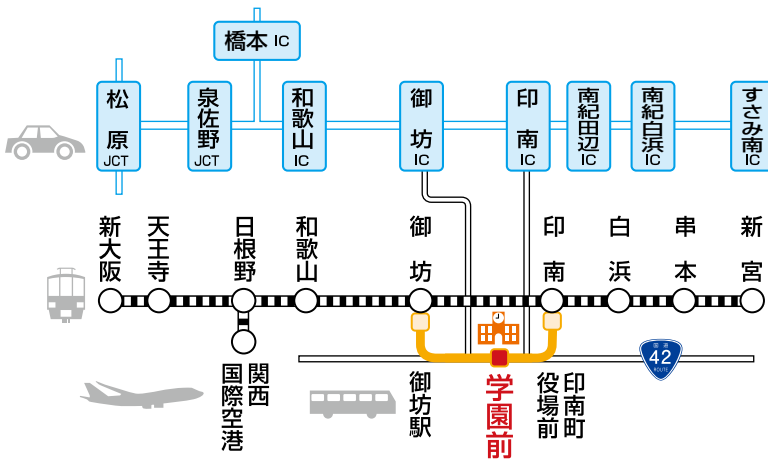 橋本 IC
松原 JCT
泉佐野 JCT
和歌山 IC
御坊 IC
印南 IC
南紀田辺 IC
南紀白浜 IC
すさみ南 IC
新大阪
天王寺
日根野
和歌山
御坊
印南
白浜
串本
新宮
関西
国際空港
御坊駅
学園前
印南町
役場前
国道
42
ROUTE
J